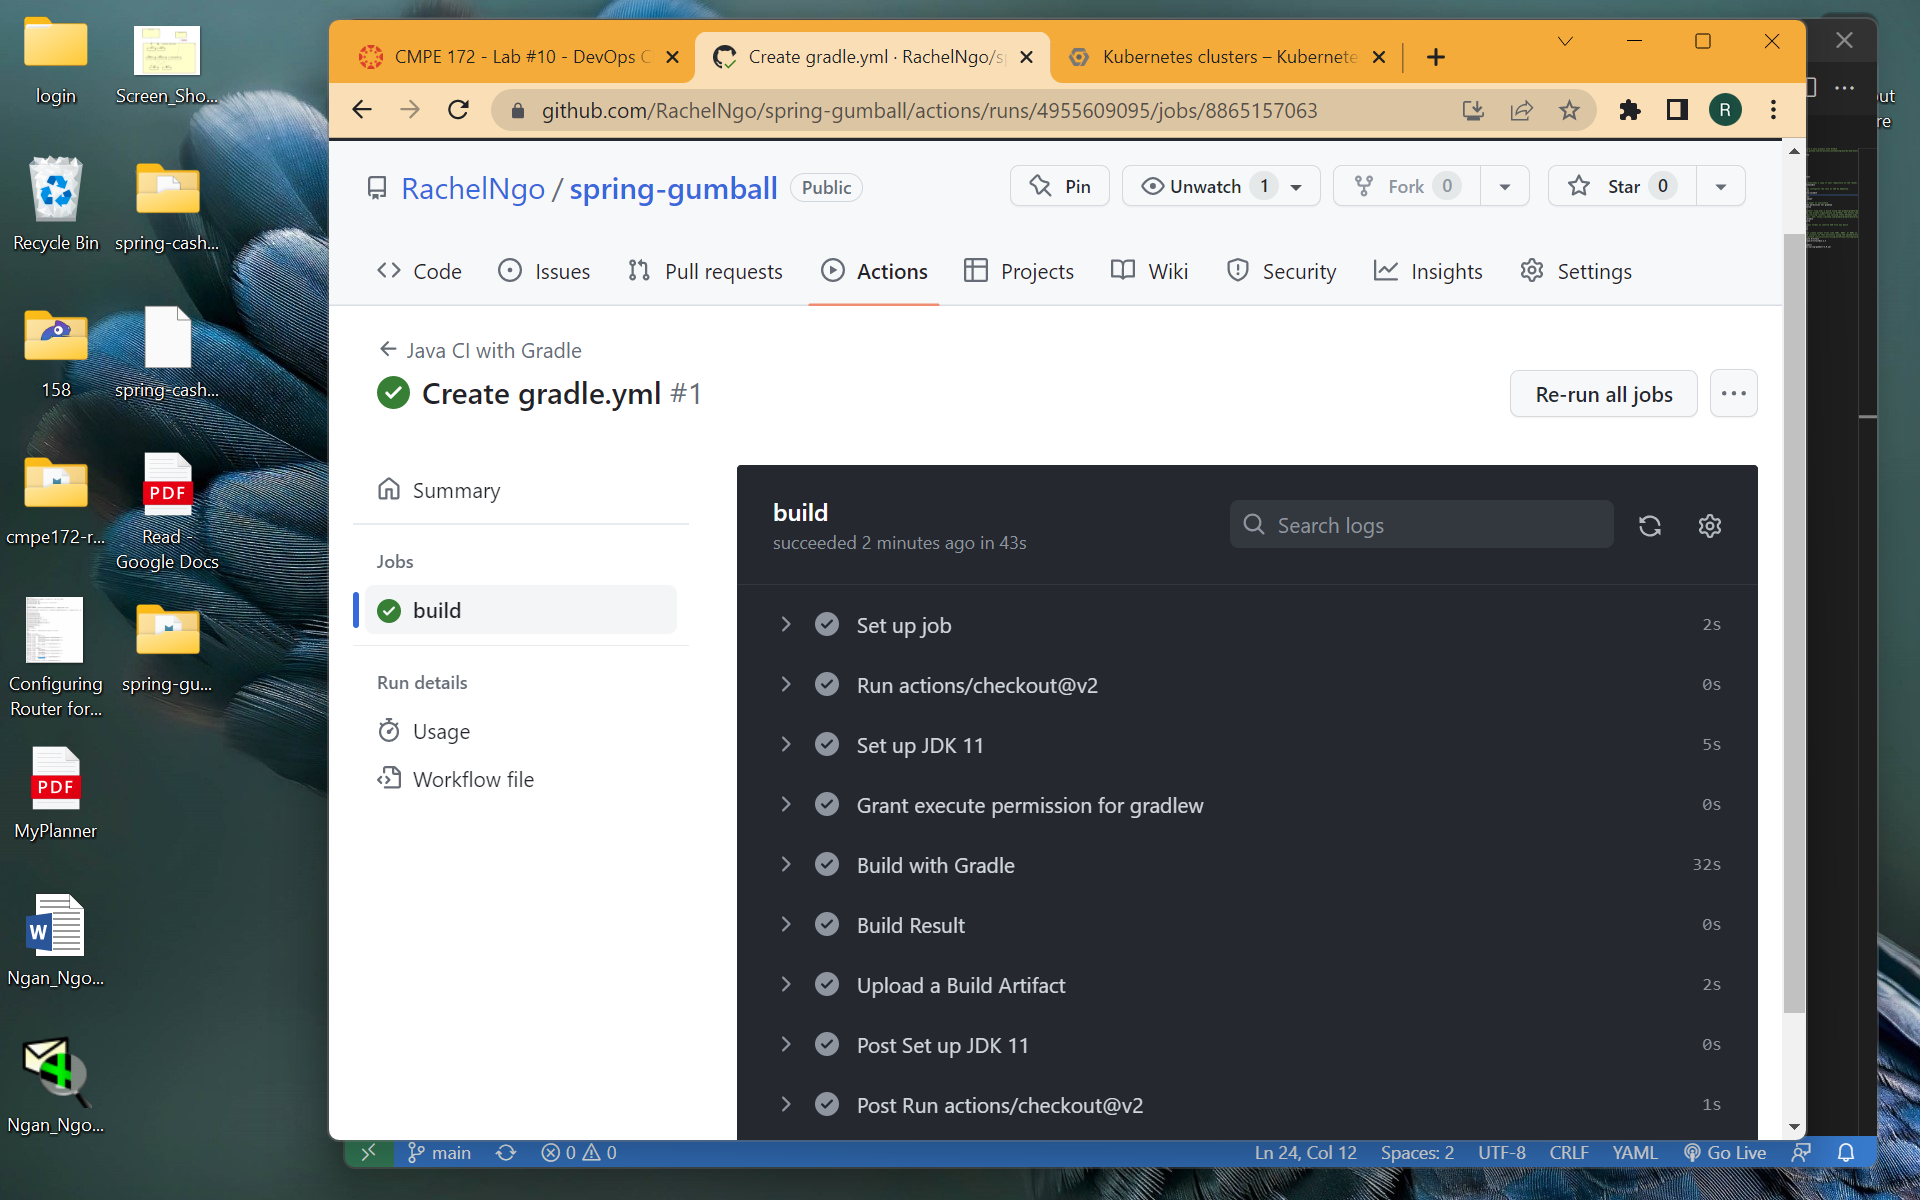 login
Screen_Sho...
Recycle Bin
spring-cash...
158
spring-cash...
cmpe172-r...
PDF
Read -
Google Docs
Configuring
Router for...
spring-gu...
PDF
MyPlanner
W
Ngan_Ngo...
Ngan_Ngo...
CMPE 172 - Lab #10 - DevOps C
Create gradle.yml · RachelNgo/s
Kubernetes clusters – Kubernete
github.com/RachelNgo/spring-gumball/actions/runs/4955609095/jobs/8865157063
R
RachelNgo / spring-gumball Public
Pin
Unwatch 1
Fork 0
Star 0
Code
Issues
Pull requests
Actions
Projects
Wiki
Security
Insights
Settings
Java CI with Gradle
Create gradle.yml #1
Re-run all jobs
Summary
Jobs
build
Run details
Usage
Workflow file
build
succeeded 2 minutes ago in 43s
Search logs
Set up job 2s
Run actions/checkout@v2 0s
Set up JDK 11 5s
Grant execute permission for gradlew 0s
Build with Gradle 32s
Build Result 0s
Upload a Build Artifact 2s
Post Set up JDK 11 0s
Post Run actions/checkout@v2 1s
main
0 0
Ln 24, Col 12
Spaces: 2
UTF-8
CRLF
YAML
Go Live
ut
re